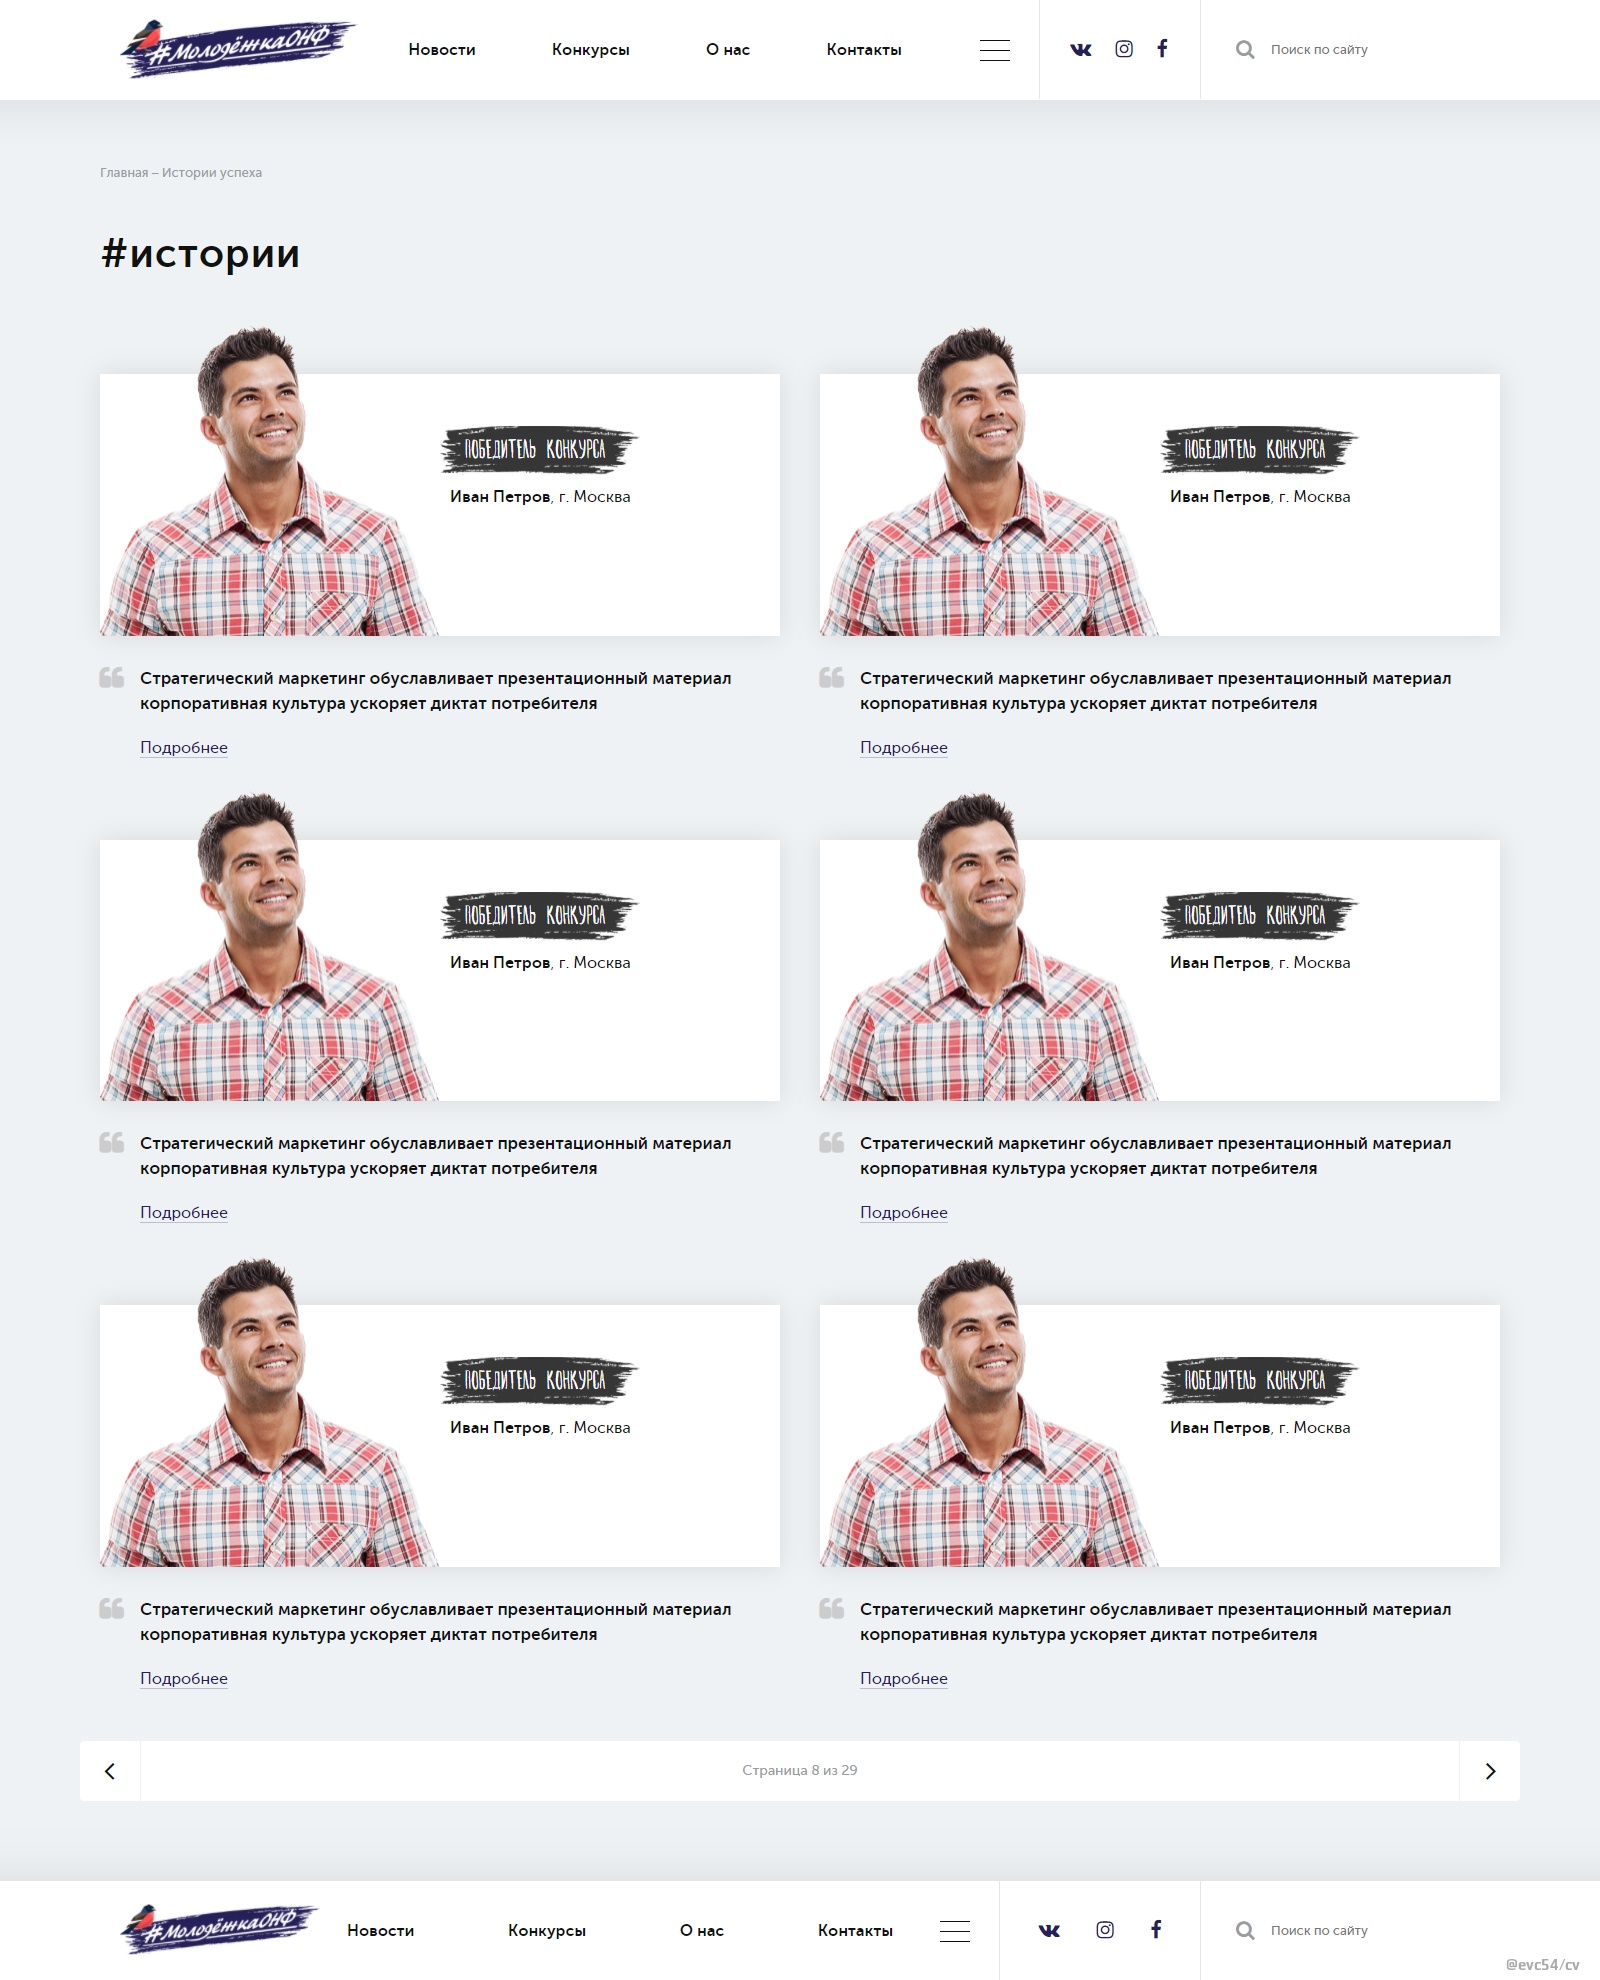 #МолодёжкаОНФ
Новости
Конкурсы
О нас
Контакты
Поиск по сайту
Главная – Истории успеха
#истории
ПОБЕДИТЕЛЬ КОНКУРСА
Иван Петров, г. Москва
ПОБЕДИТЕЛЬ КОНКУРСА
Иван Петров, г. Москва
Стратегический маркетинг обуславливает презентационный материал
корпоративная культура ускоряет диктат потребителя
Подробнее
Стратегический маркетинг обуславливает презентационный материал
корпоративная культура ускоряет диктат потребителя
Подробнее
ПОБЕДИТЕЛЬ КОНКУРСА
Иван Петров, г. Москва
ПОБЕДИТЕЛЬ КОНКУРСА
Иван Петров, г. Москва
Стратегический маркетинг обуславливает презентационный материал
корпоративная культура ускоряет диктат потребителя
Подробнее
Стратегический маркетинг обуславливает презентационный материал
корпоративная культура ускоряет диктат потребителя
Подробнее
ПОБЕДИТЕЛЬ КОНКУРСА
Иван Петров, г. Москва
ПОБЕДИТЕЛЬ КОНКУРСА
Иван Петров, г. Москва
Стратегический маркетинг обуславливает презентационный материал
корпоративная культура ускоряет диктат потребителя
Подробнее
Стратегический маркетинг обуславливает презентационный материал
корпоративная культура ускоряет диктат потребителя
Подробнее
Страница 8 из 29
#МолодёжкаОНФ
Новости
Конкурсы
О нас
Контакты
Поиск по сайту
@evc54/cv